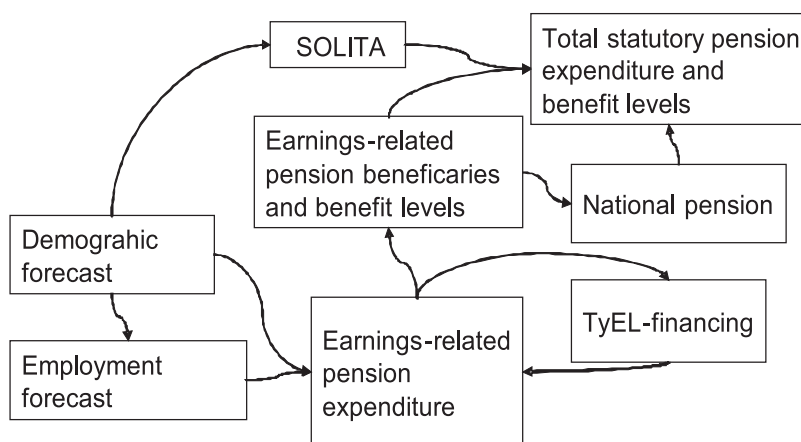 SOLITA
Total statutory pension
expenditure and
benefit levels
Earnings-related
pension beneficaries
and benefit levels
National pension
Demograhic
forecast
Earnings-related
pension
expenditure
TyEL-financing
Employment
forecast